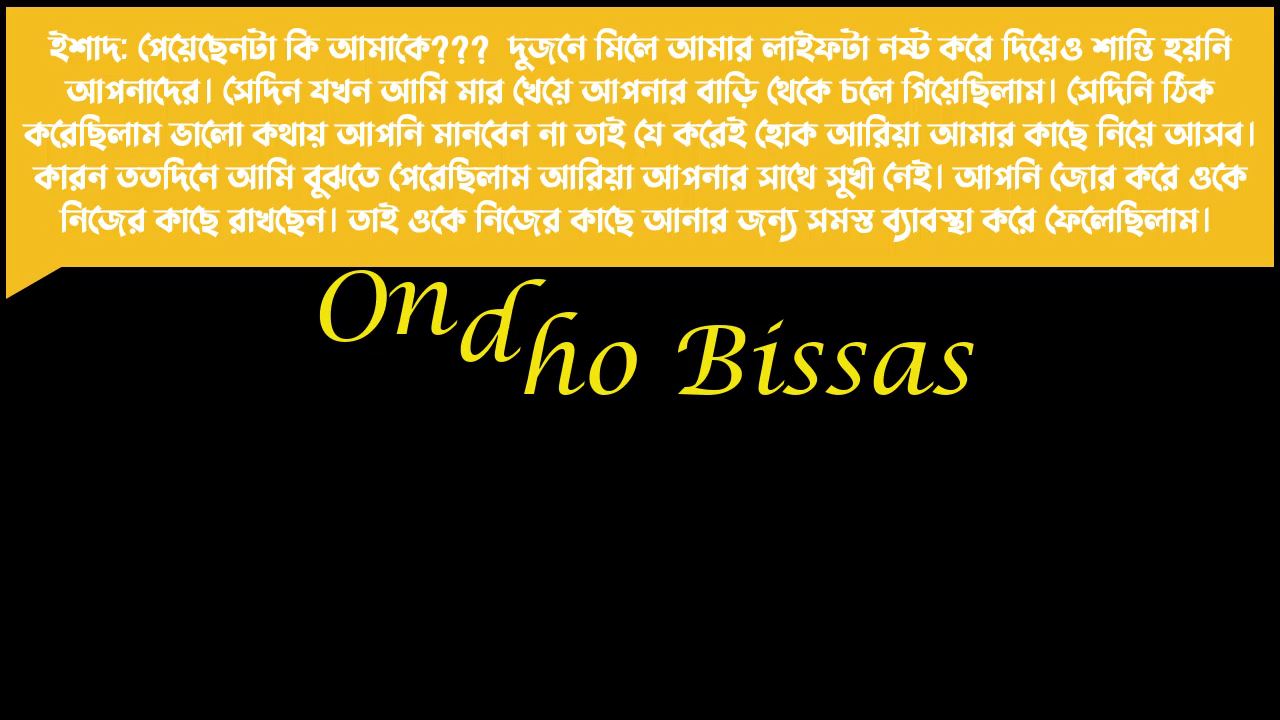 ইশাদ: পেয়েছেনটা কি আমাকে??? দুজনে মিলে আমার লাইফটা নষ্ট করে দিয়েও শান্তি হয়নি
আপনাদের। সেদিন যখন আমি মার খেয়ে আপনার বাড়ি থেকে চলে গিয়েছিলাম। সেদিনি ঠিক
করেছিলাম ভালো কথায় আপনি মানবেন না তাই যে করেই হোক আরিয়া আমার কাছে নিয়ে আসব।
কারন ততদিনে আমি বুঝতে পেরেছিলাম আরিয়া আপনার সাথে সুখী নেই। আপনি জোর করে ওকে
নিজের কাছে রাখছেন। তাই ওকে নিজের কাছে আনার জন্য সমস্ত ব্যাবস্থা করে ফেলেছিলাম।
Ondho Bissas